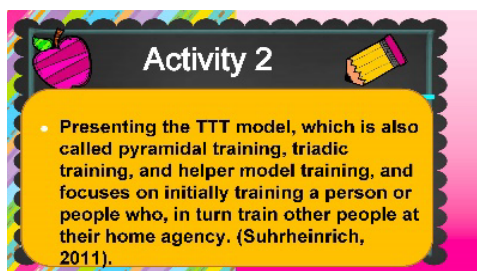 Activity 2
• Presenting the TTT model, which is also
called pyramidal training, triadic
training, and helper model training, and
focuses on initially training a person or
people who, in turn train other people at
their home agency. (Suhrheinrich,
2011).